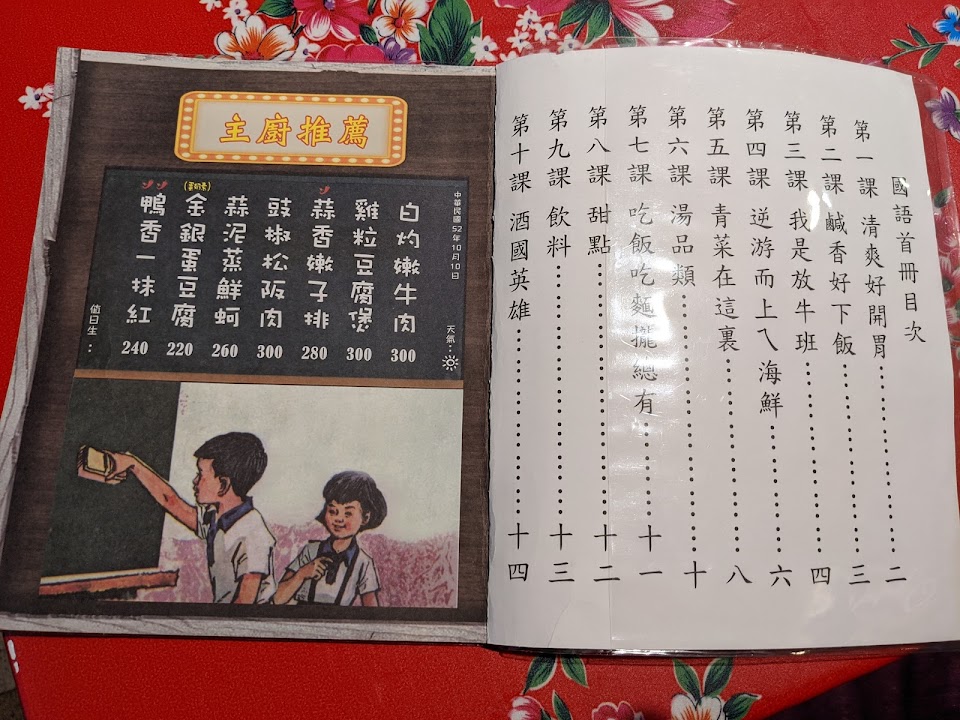 國語首冊目次
第一課 清爽好開胃⋯⋯⋯⋯⋯⋯二
第二課 鹹香好下飯⋯⋯⋯⋯⋯⋯三
第三課 我是放牛班⋯⋯⋯⋯⋯⋯四
第四課 逆游而上ㄟ海鮮⋯⋯⋯⋯六
第五課 青菜在這裏⋯⋯⋯⋯⋯⋯八
第六課 湯品類⋯⋯⋯⋯⋯⋯⋯⋯十
第七課 吃飯吃麵攏總有⋯⋯⋯⋯十一
第八課 甜點⋯⋯⋯⋯⋯⋯⋯⋯⋯十二
第九課 飲料⋯⋯⋯⋯⋯⋯⋯⋯⋯十三
第十課 酒國英雄⋯⋯⋯⋯⋯⋯⋯十四
主廚推薦
中華民國52年10月10日
天氣：
白灼嫩牛肉 300
雞粒豆腐煲 300
蒜香嫩子排 280
豉椒松阪肉 300
蒜泥蒸鮮蚵 260
(蛋奶素) 金銀蛋豆腐 220
鴨香一抹紅 240
值日生：